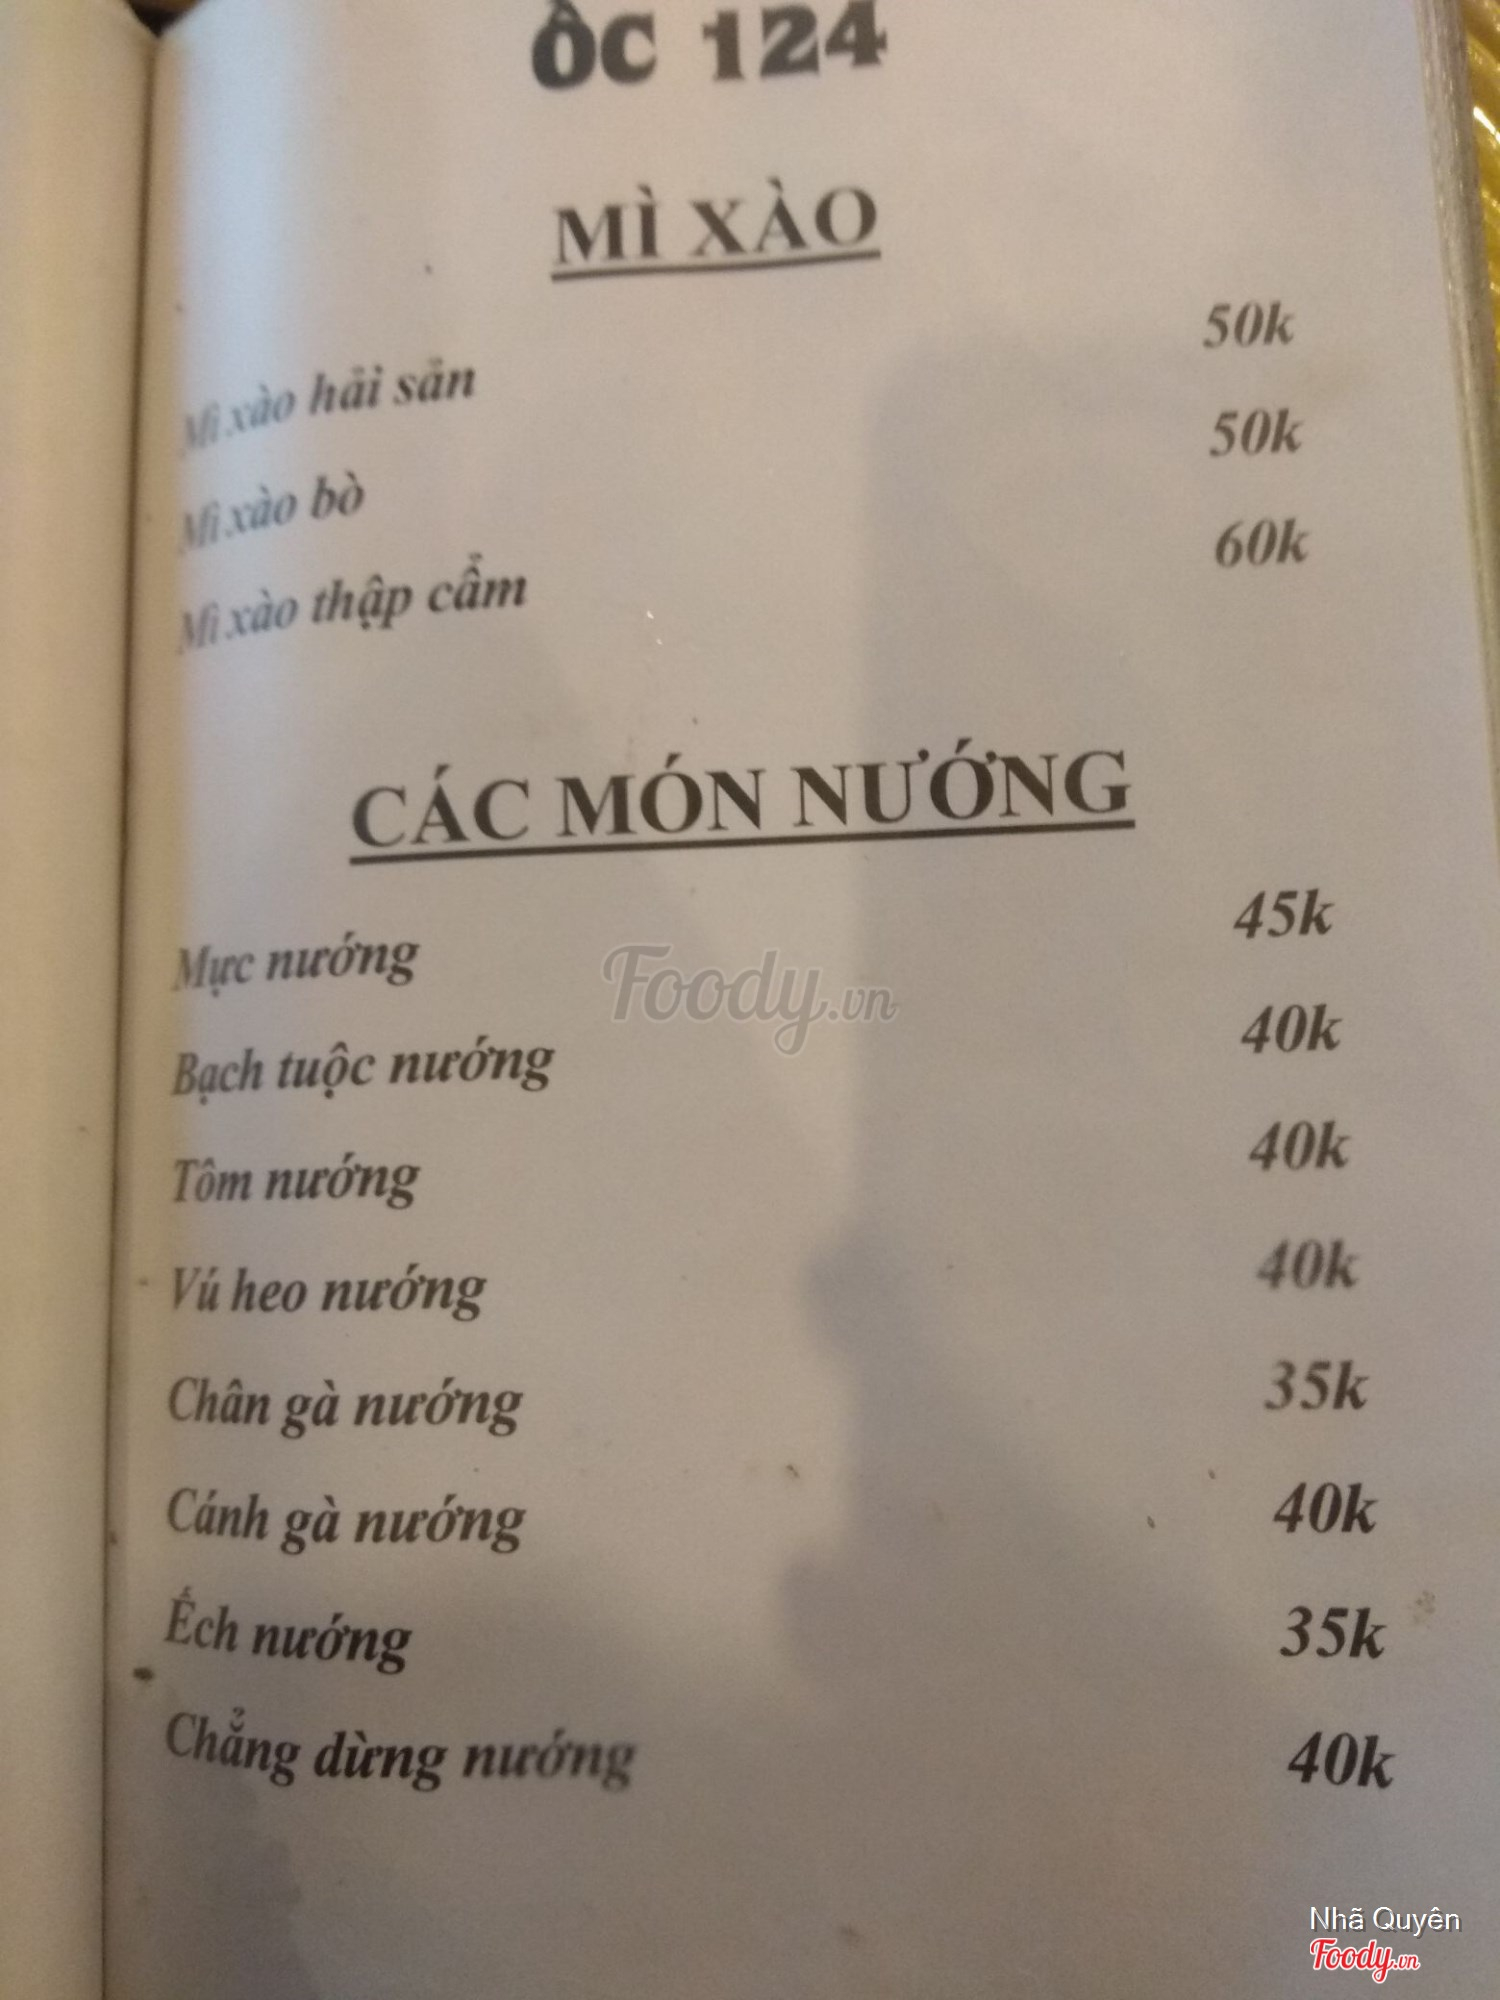 ỐC 124
MÌ XÀO
Mì xào hải sản 50k
Mì xào bò 50k
Mì xào thập cẩm 60k
CÁC MÓN NƯỚNG
Mực nướng 45k
Foody.vn
Bạch tuộc nướng 40k
Tôm nướng 40k
Vú heo nướng 40k
Chân gà nướng 35k
Cánh gà nướng 40k
Ếch nướng 35k
Chẳng dừng nướng 40k
Nhã Quyên
Foody.vn